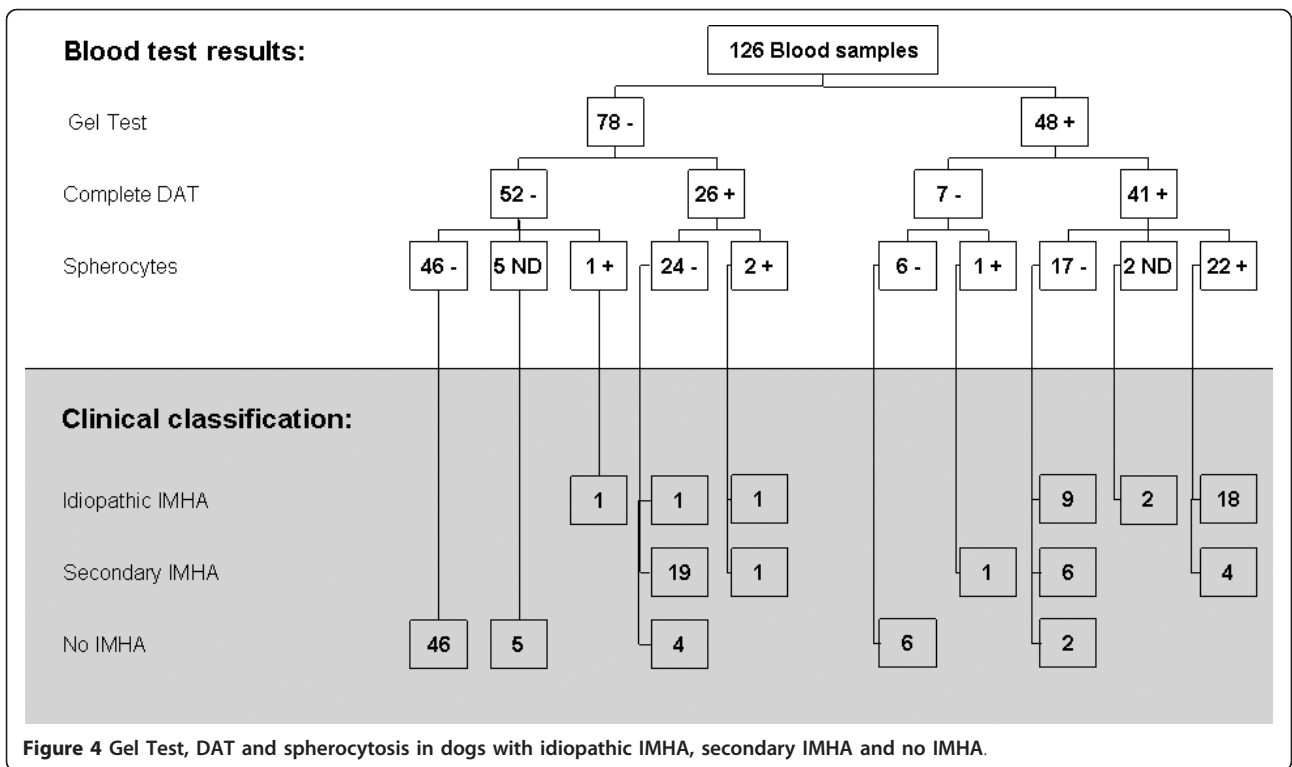 Blood test results:
126 Blood samples
Gel Test 78 - 48 +
Complete DAT 52 - 26 + 7 - 41 +
Spherocytes 46 - 5 ND 1 + 24 - 2 + 6 - 1 + 17 - 2 ND 22 +
Clinical classification:
Idiopathic IMHA 1 1 1 9 2 18
Secondary IMHA 19 1 1 6 4
No IMHA 46 5 4 6 2
Figure 4 Gel Test, DAT and spherocytosis in dogs with idiopathic IMHA, secondary IMHA and no IMHA.